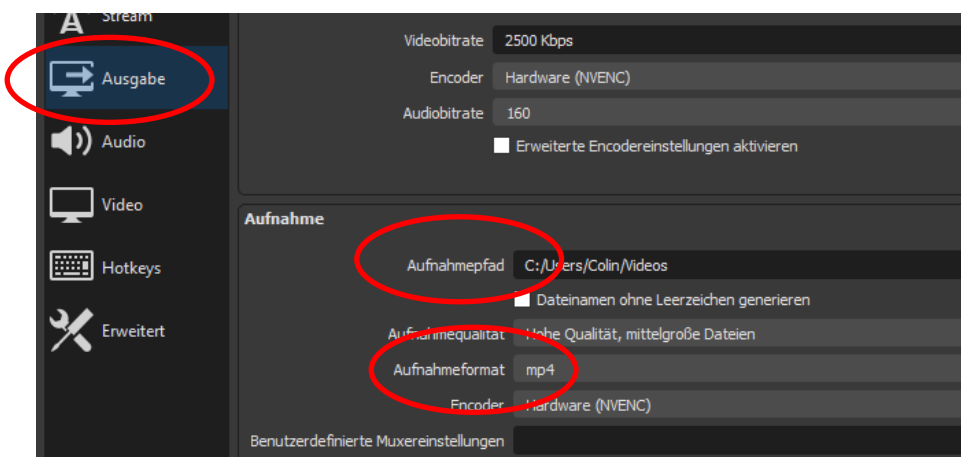 Stream
Ausgabe
Audio
Video
Hotkeys
Erweitert
Videobitrate 2500 Kbps
Encoder Hardware (NVENC)
Audiobitrate 160
Erweiterte Encodereinstellungen aktivieren
Aufnahme
Aufnahmepfad C:/Users/Colin/Videos
Dateinamen ohne Leerzeichen generieren
Aufnahmequalität Hohe Qualität, mittelgroße Dateien
Aufnahmeformat mp4
Encoder Hardware (NVENC)
Benutzerdefinierte Muxereinstellungen